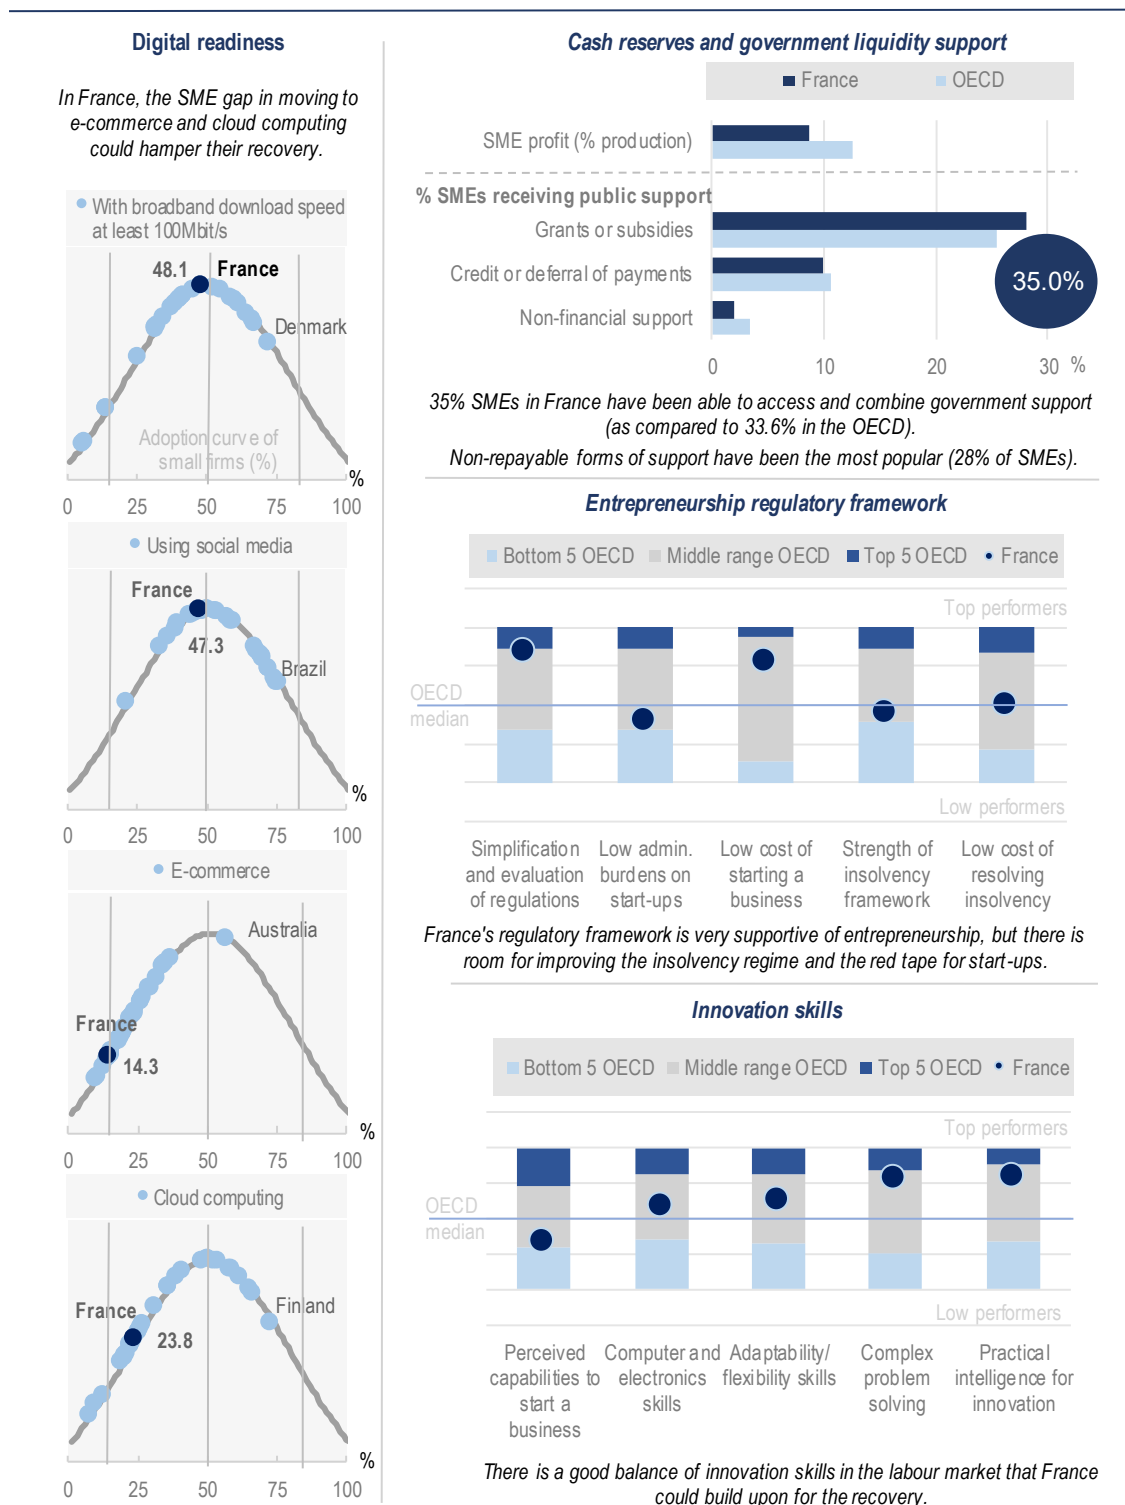 Digital readiness
In France, the SME gap in moving to
e-commerce and cloud computing
could hamper their recovery.
With broadband download speed
at least 100Mbit/s
48.1 France
Denmark
Adoption curve of
small firms (%)
%
0 25 50 75 100
Using social media
France
47.3
Brazil
%
0 25 50 75 100
E-commerce
Australia
France
14.3
%
0 25 50 75 100
Cloud computing
France
Finland
23.8
%
0 25 50 75 100
Cash reserves and government liquidity support
France OECD
SME profit (% production)
% SMEs receiving public support
Grants or subsidies
Credit or deferral of payments
35.0%
Non-financial support
0 10 20 30 %
35% SMEs in France have been able to access and combine government support
(as compared to 33.6% in the OECD).
Non-repayable forms of support have been the most popular (28% of SMEs).
Entrepreneurship regulatory framework
Bottom 5 OECD Middle range OECD Top 5 OECD France
Top performers
OECD
median
Low performers
Simplification
and evaluation
of regulations
Low admin.
burdens on
start-ups
Low cost of
starting a
business
Strength of
insolvency
framework
Low cost of
resolving
insolvency
France's regulatory framework is very supportive of entrepreneurship, but there is
room for improving the insolvency regime and the red tape for start-ups.
Innovation skills
Bottom 5 OECD Middle range OECD Top 5 OECD France
Top performers
OECD
median
Low performers
Perceived
capabilities to
start a
business
Computer and
electronics
skills
Adaptability/
flexibility skills
Complex
problem
solving
Practical
intelligence for
innovation
There is a good balance of innovation skills in the labour market that France
could build upon for the recovery.